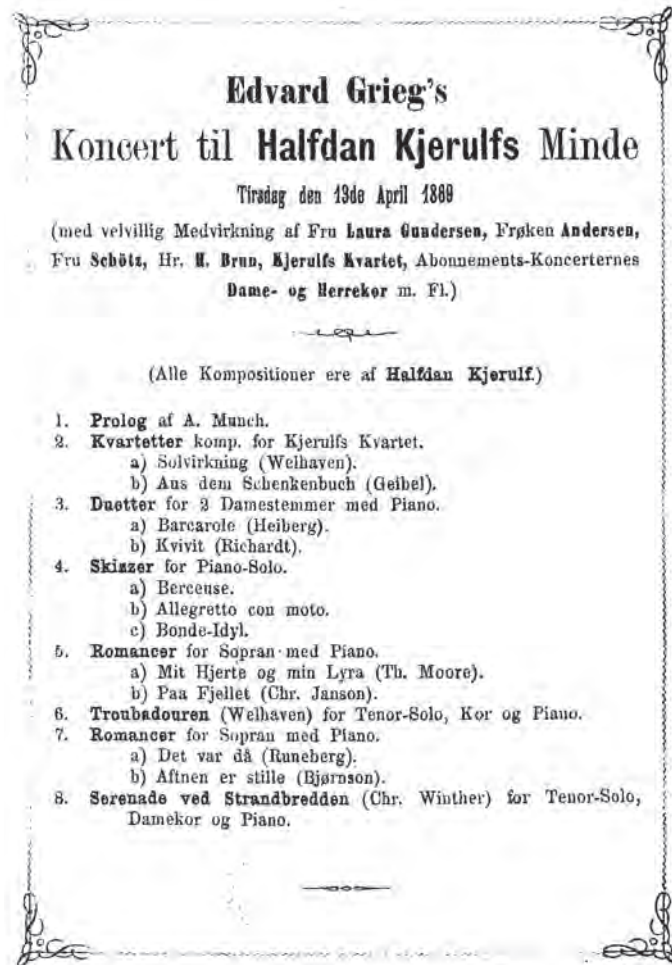 Edvard Grieg's
Koncert til Halfdan Kjerulfs Minde
Tirsdag den 13de April 1869
(med velvillig Medvirkning af Fru Laura Gundersen, Frøken Andersen,
Fru Schötz, Hr. H. Brun, Kjerulfs Kvartet, Abonnements-Koncerternes
Dame- og Herrekor m. Fl.)
(Alle Kompositioner ere af Halfdan Kjerulf.)
1. Prolog af A. Munch.
2. Kvartetter komp. for Kjerulfs Kvartet.
a) Solvirkning (Welhaven).
b) Aus dem Schenkenbuch (Geibel).
3. Duetter for 2 Damestemmer med Piano.
a) Barcarole (Heiberg).
b) Kvivit (Richardt).
4. Skizzer for Piano-Solo.
a) Berceuse.
b) Allegretto con moto.
c) Bonde-Idyl.
5. Romancer for Sopran med Piano.
a) Mit Hjerte og min Lyra (Th. Moore).
b) Paa Fjellet (Chr. Janson).
6. Troubadouren (Welhaven) for Tenor-Solo, Kor og Piano.
7. Romancer for Sopran med Piano.
a) Det var då (Runeberg).
b) Aftnen er stille (Bjørnson).
8. Serenade ved Strandbredden (Chr. Winther) for Tenor-Solo,
Damekor og Piano.